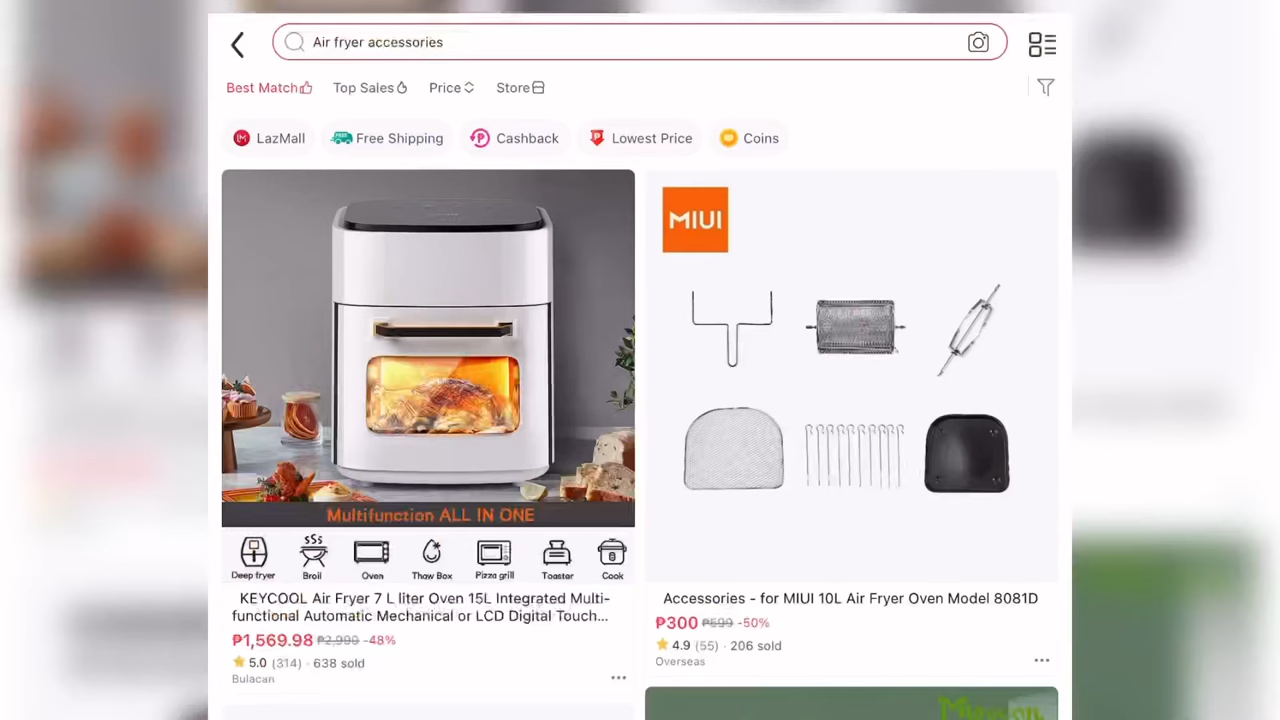 Air fryer accessories
Best Match
Top Sales
Price
Store
LazMall
Free Shipping
Cashback
Lowest Price
Coins
Multifunction ALL IN ONE
Deep fryer
Broil
Oven
Thaw Box
Pizza grill
Toaster
Cook
KEYCOOL Air Fryer 7 L liter Oven 15L Integrated Multi-
functional Automatic Mechanical or LCD Digital Touch...
₱1,569.98 ₱2,999 -48%
5.0 (314) · 638 sold
Bulacan
MIUI
Accessories - for MIUI 10L Air Fryer Oven Model 8081D
₱300 ₱599 -50%
4.9 (55) · 206 sold
Overseas